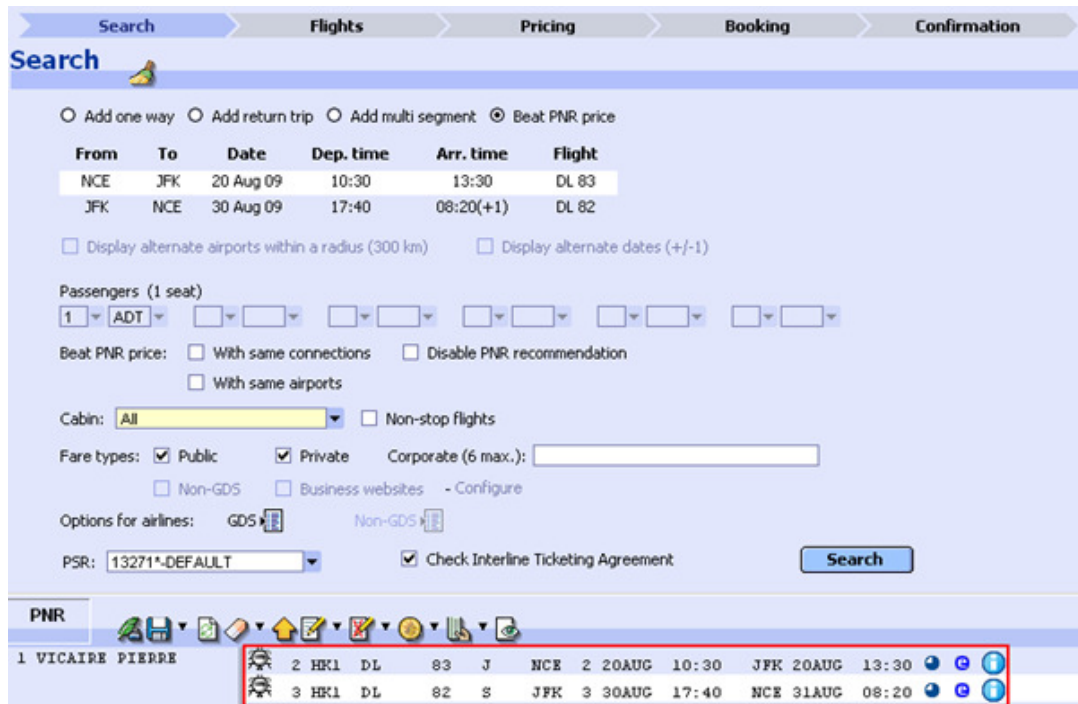 Search Flights Pricing Booking Confirmation
Search
Add one way Add return trip Add multi segment Beat PNR price
From To Date Dep. time Arr. time Flight
NCE JFK 20 Aug 09 10:30 13:30 DL 83
JFK NCE 30 Aug 09 17:40 08:20(+1) DL 82
Display alternate airports within a radius (300 km) Display alternate dates (+/-1)
Passengers (1 seat)
1 ADT
Beat PNR price: With same connections Disable PNR recommendation
With same airports
Cabin: All Non-stop flights
Fare types: Public Private Corporate (6 max.):
Non-GDS Business websites - Configure
Options for airlines: GDS Non-GDS
PSR: 13271*-DEFAULT Check Interline Ticketing Agreement Search
PNR
1 VICAIRE PIERRE 2 HK1 DL 83 J NCE 2 20AUG 10:30 JFK 20AUG 13:30
3 HK1 DL 82 S JFK 3 30AUG 17:40 NCE 31AUG 08:20